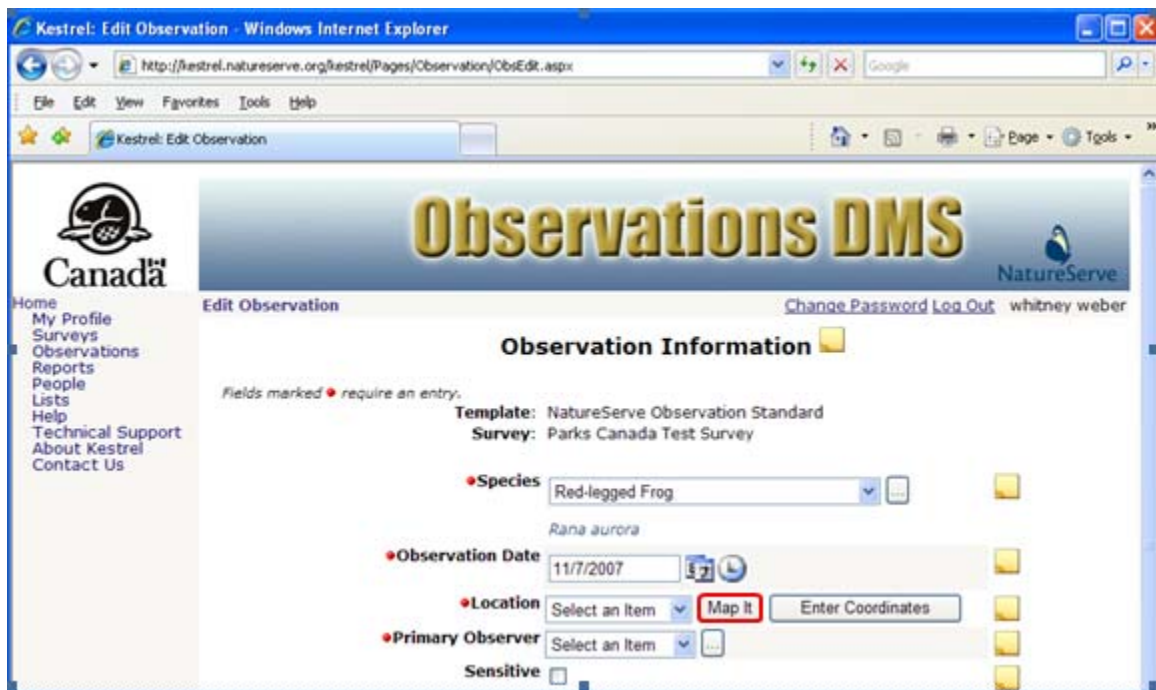 Kestrel: Edit Observation - Windows Internet Explorer
http://kestrel.natureserve.org/kestrel/Pages/Observation/ObsEdit.aspx
Google
File Edit View Favorites Tools Help
Kestrel: Edit Observation
Page Tools
Observations DMS
Canada
NatureServe
Home
My Profile
Surveys
Observations
Reports
People
Lists
Help
Technical Support
About Kestrel
Contact Us
Edit Observation
Change Password Log Out whitney weber
Observation Information
Fields marked require an entry.
Template: NatureServe Observation Standard
Survey: Parks Canada Test Survey
Species Red-legged Frog ...
Rana aurora
Observation Date 11/7/2007
Location Select an Item Map It Enter Coordinates
Primary Observer Select an Item ...
Sensitive